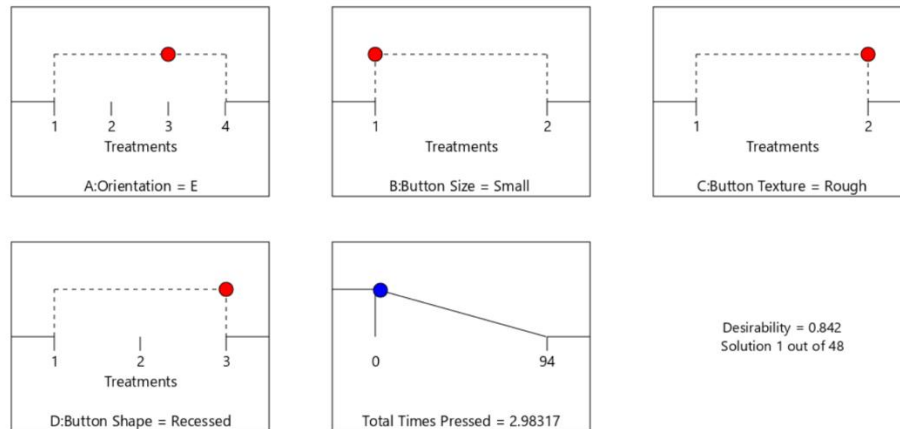 1 2 3 4
Treatments
A:Orientation = E
1 2
Treatments
B:Button Size = Small
1 2
Treatments
C:Button Texture = Rough
1 2 3
Treatments
D:Button Shape = Recessed
0 94
Total Times Pressed = 2.98317
Desirability = 0.842
Solution 1 out of 48